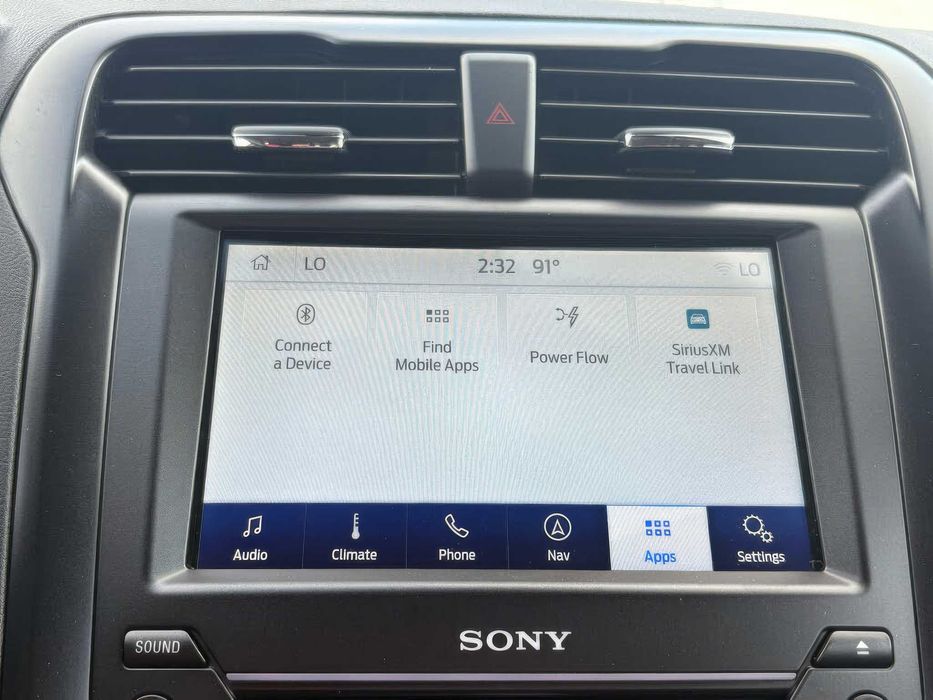 LO 2:32 91° LO
Connect
a Device
Find
Mobile Apps
Power Flow
SiriusXM
Travel Link
Audio Climate Phone Nav Apps Settings
SOUND SONY